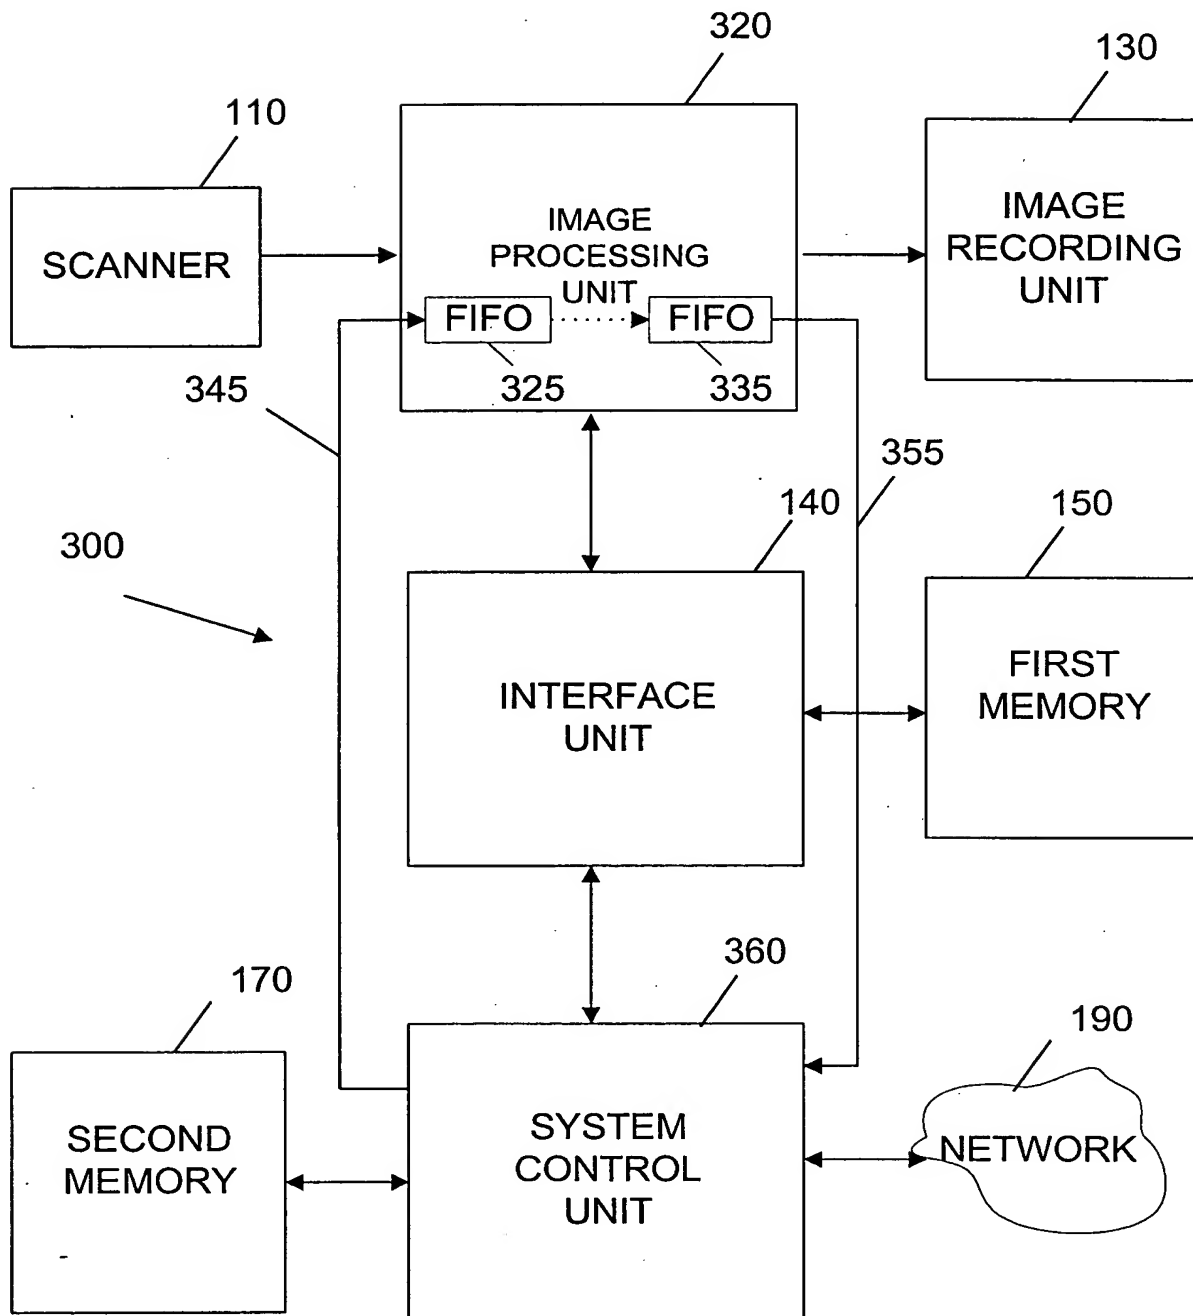 320
130
110
SCANNER
IMAGE
PROCESSING
UNIT
IMAGE
RECORDING
UNIT
FIFO
FIFO
325
335
345
355
140
150
300
INTERFACE
UNIT
FIRST
MEMORY
170
360
190
SECOND
MEMORY
SYSTEM
CONTROL
UNIT
NETWORK